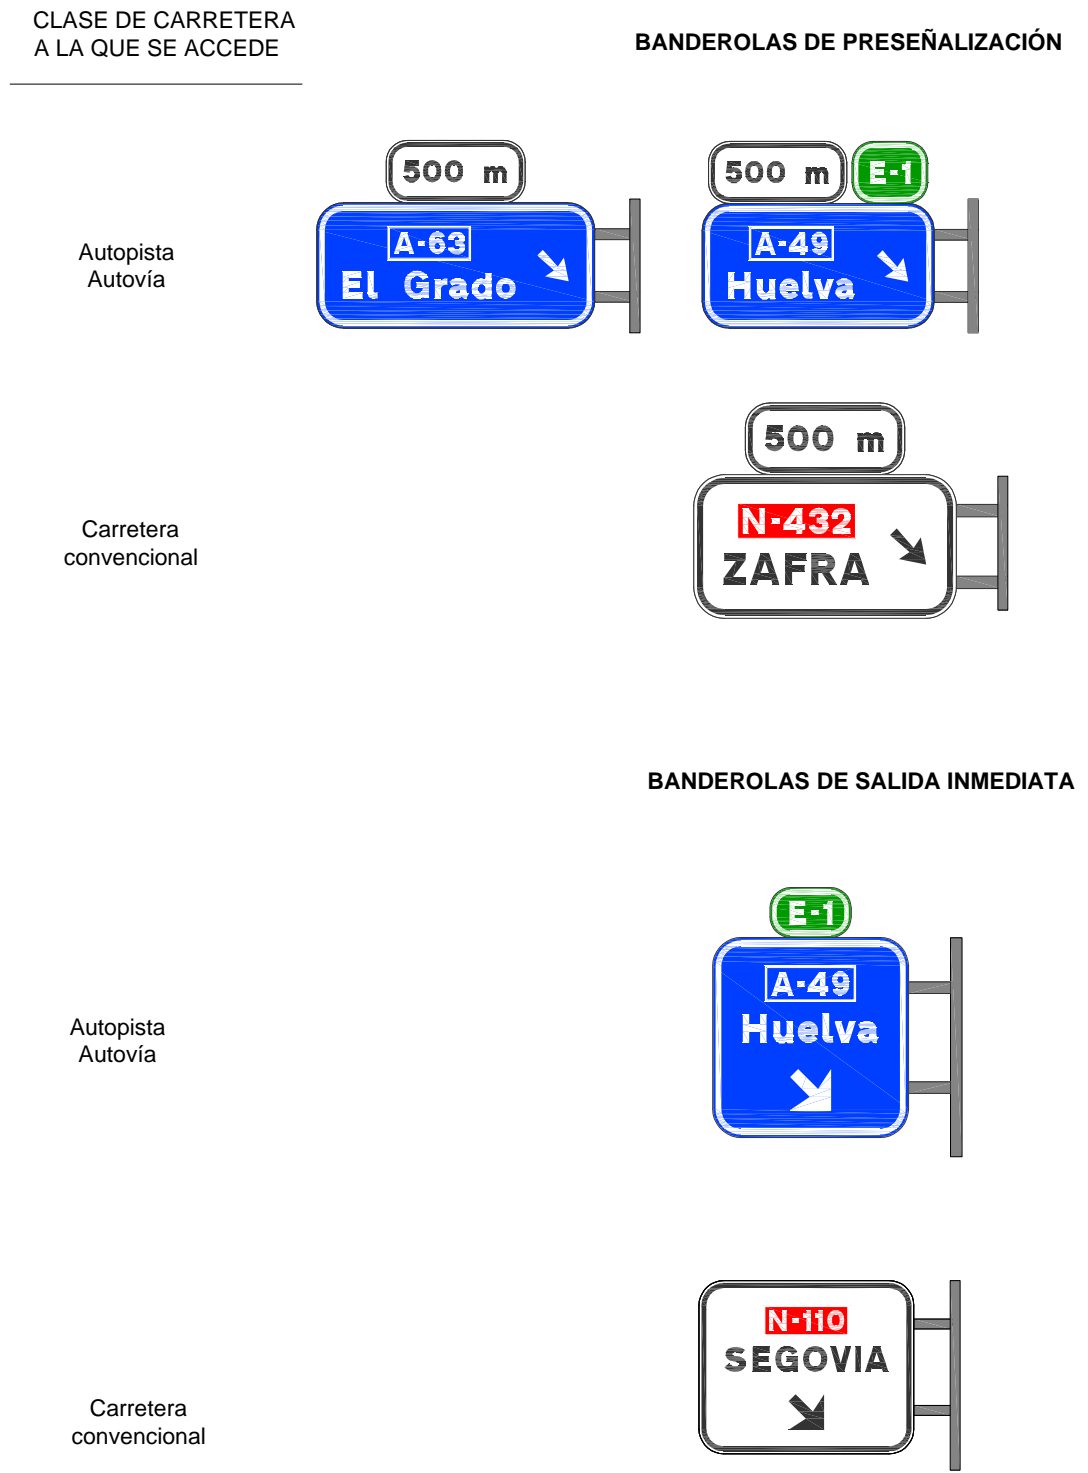 CLASE DE CARRETERA
A LA QUE SE ACCEDE
BANDEROLAS DE PRESEÑALIZACIÓN
500 m
500 m
E-1
Autopista
Autovía
A-63
El Grado
A-49
Huelva
500 m
Carretera
convencional
N-432
ZAFRA
BANDEROLAS DE SALIDA INMEDIATA
E-1
Autopista
Autovía
A-49
Huelva
N-110
SEGOVIA
Carretera
convencional